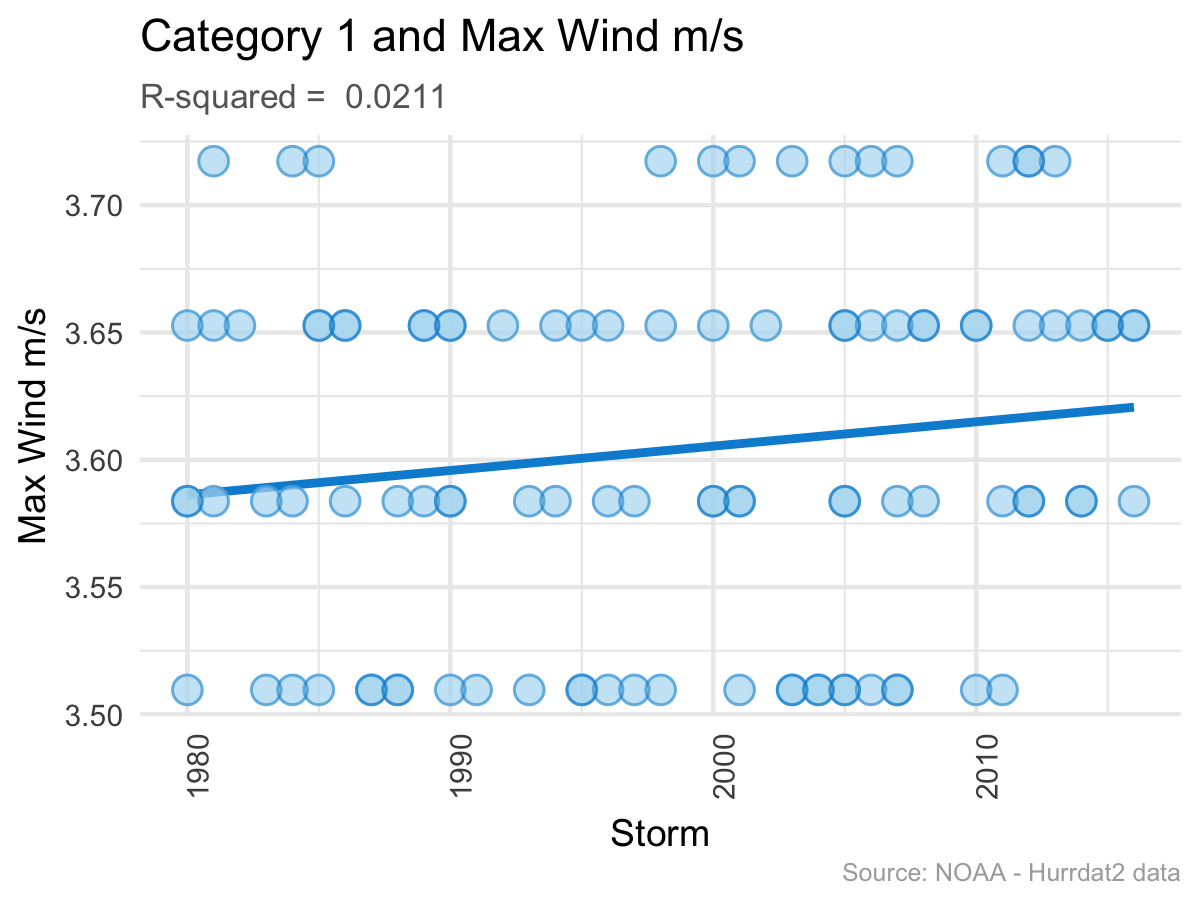 Category 1 and Max Wind m/s
R-squared =  0.0211
Max Wind m/s
3.70
3.65
3.60
3.55
3.50
1980
1990
2000
2010
Storm
Source: NOAA - Hurrdat2 data